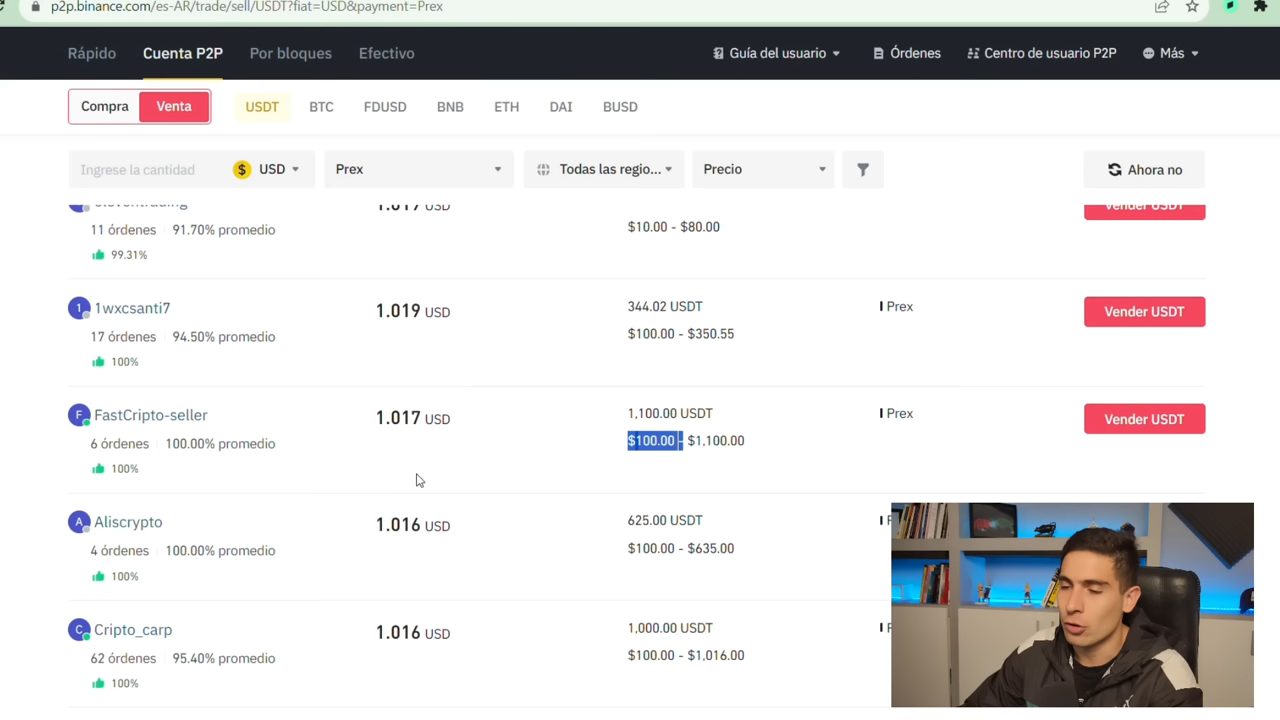 p2p.binance.com/es-AR/trade/sell/USDT?fiat=USD&payment=Prex
Rápido Cuenta P2P Por bloques Efectivo Guía del usuario Órdenes Centro de usuario P2P Más
Compra Venta USDT BTC FDUSD BNB ETH DAI BUSD
Ingrese la cantidad $ USD Prex Todas las regio... Precio Ahora no
1.017 USD Vender USDT
11 órdenes 91.70% promedio $10.00 - $80.00
99.31%
1 1wxcsanti7 1.019 USD 344.02 USDT Prex Vender USDT
17 órdenes 94.50% promedio $100.00 - $350.55
100%
F FastCripto-seller 1.017 USD 1,100.00 USDT Prex Vender USDT
6 órdenes 100.00% promedio $100.00 - $1,100.00
100%
A Aliscrypto 1.016 USD 625.00 USDT
4 órdenes 100.00% promedio $100.00 - $635.00
100%
C Cripto_carp 1.016 USD 1,000.00 USDT
62 órdenes 95.40% promedio $100.00 - $1,016.00
100%